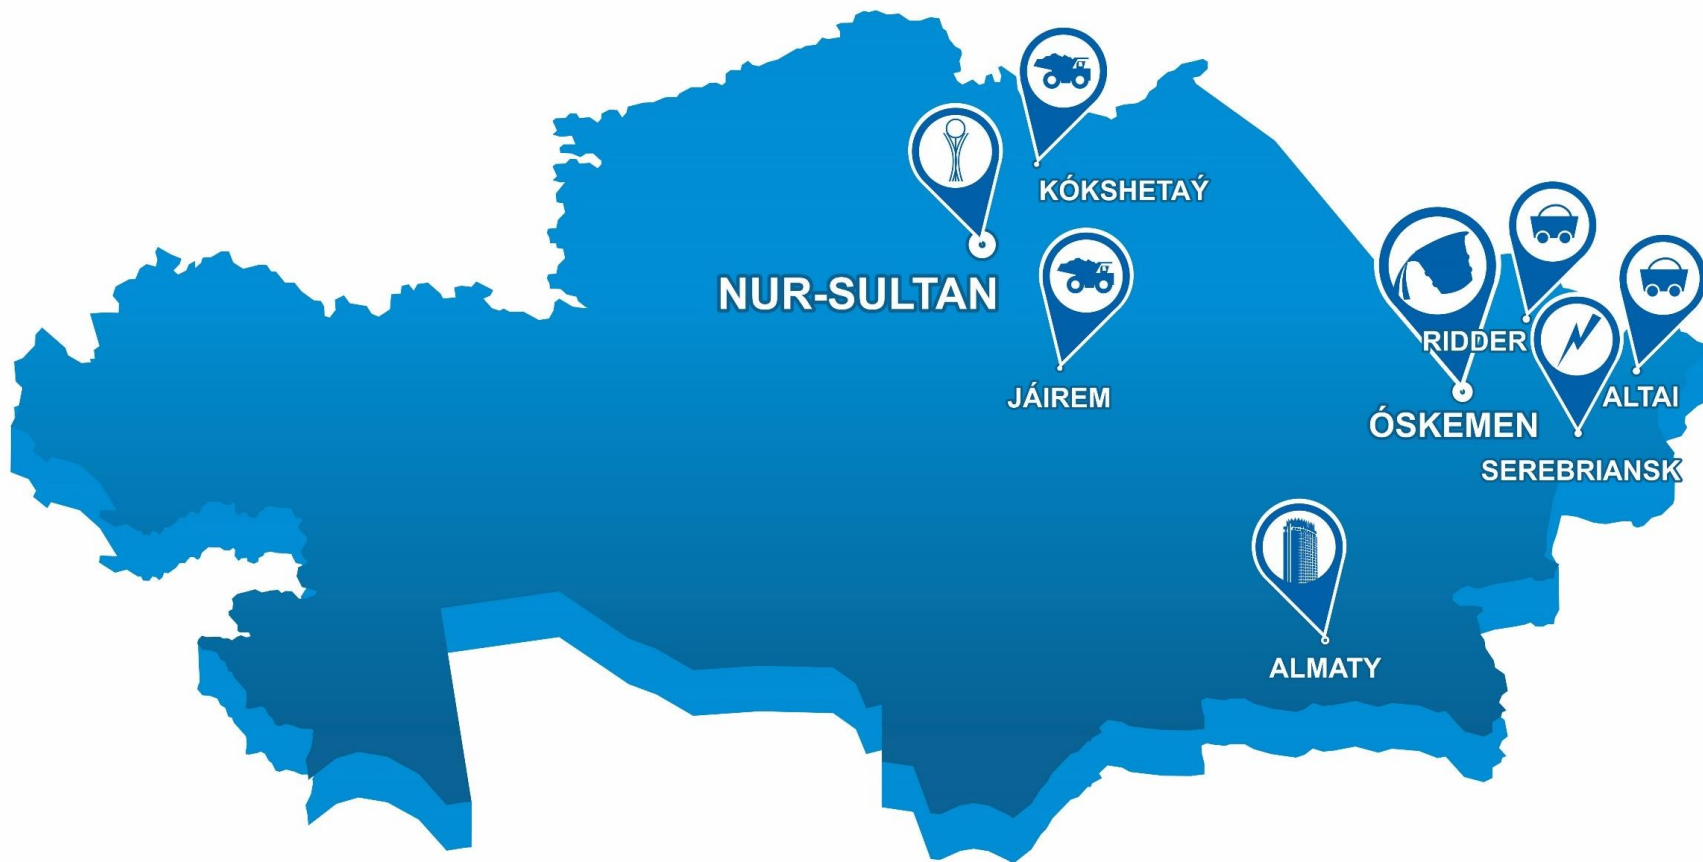 KÓKSHETAÝ
NUR-SULTAN
JÁIREM
RIDDER
ALTAI
ÓSKEMEN
SEREBRIANSK
ALMATY